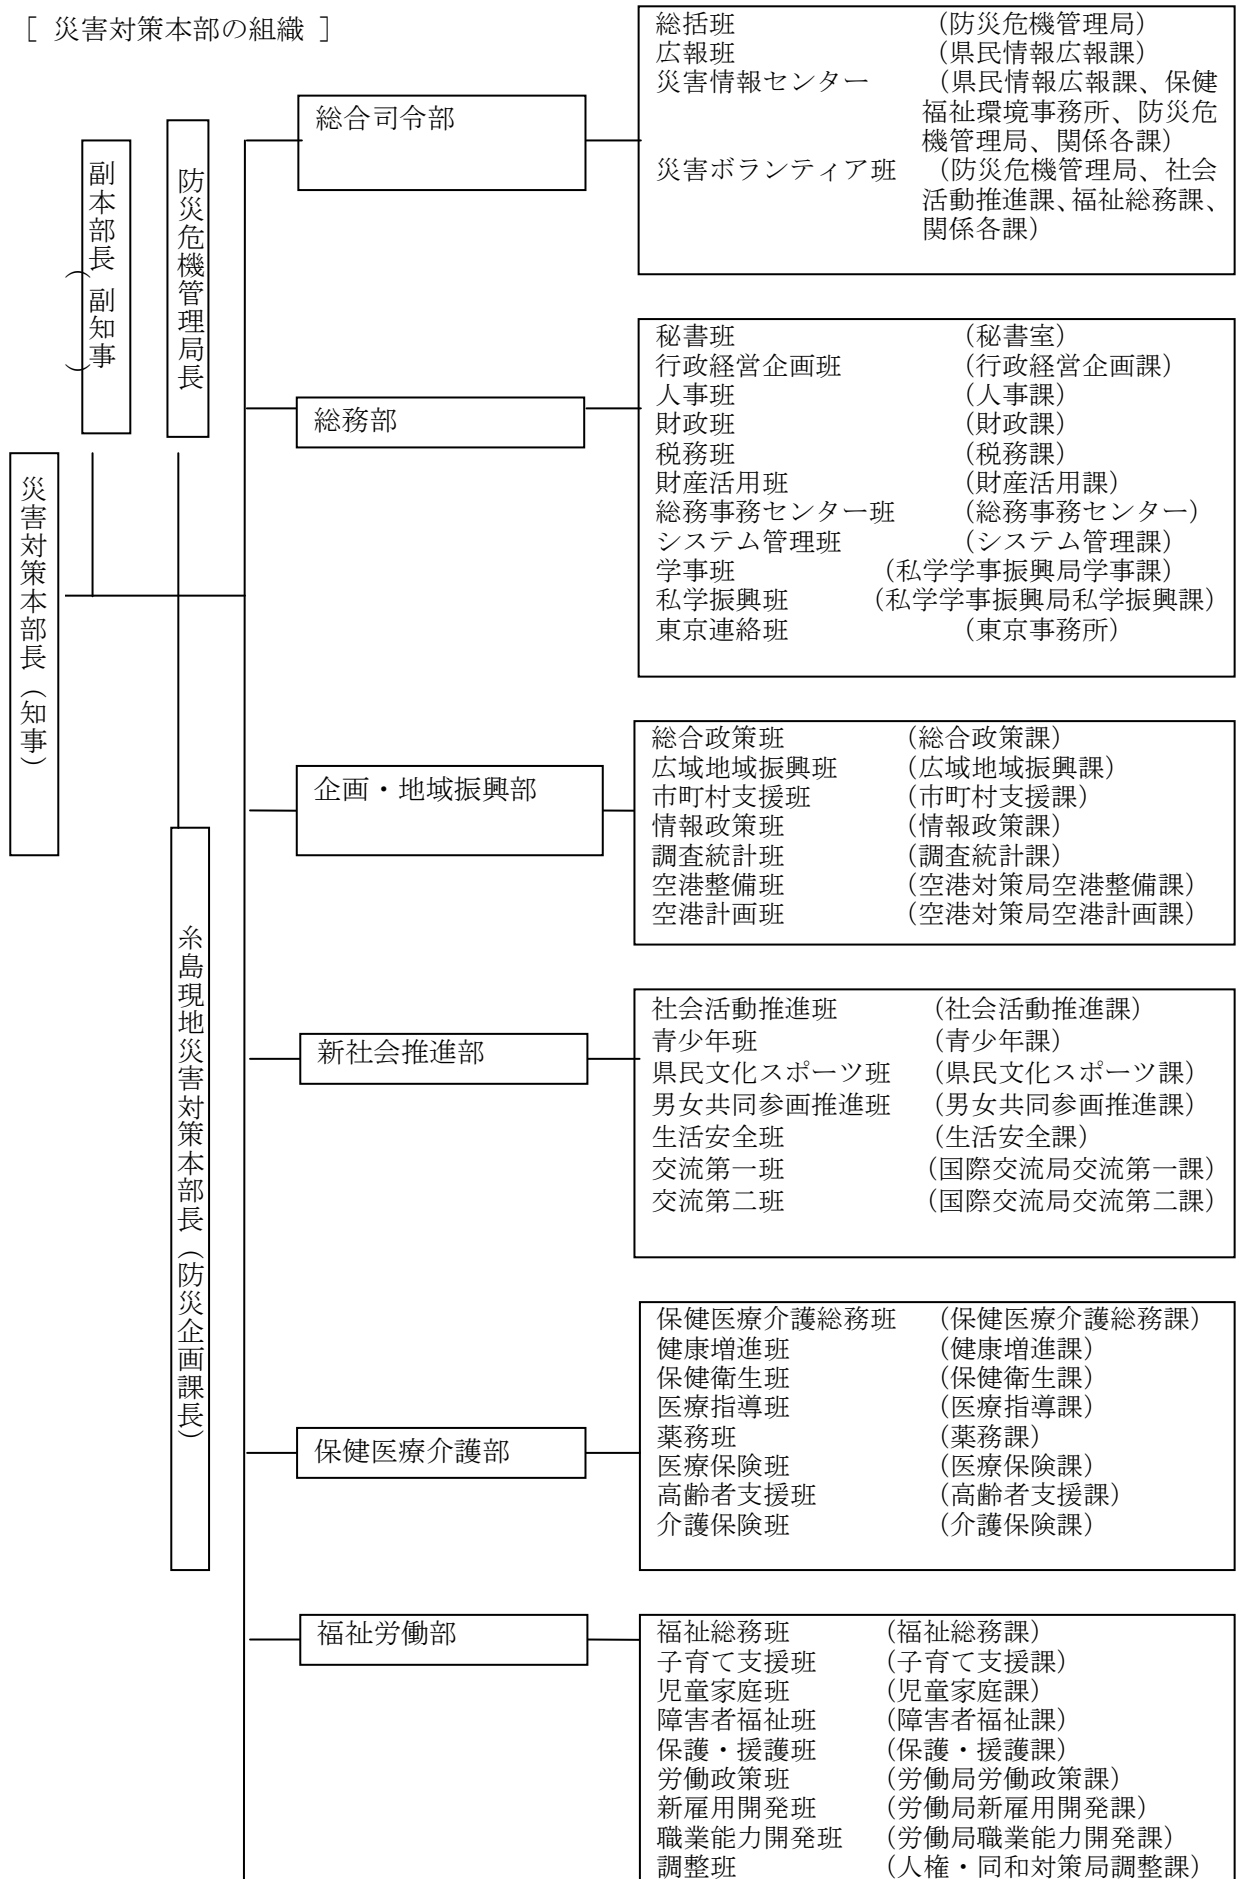 ［ 災害対策本部の組織 ］
災害対策本部長（知事）
副本部長（副知事）
防災危機管理局長
糸島現地災害対策本部長（防災企画課長）
総合司令部
総括班 （防災危機管理局）
広報班 （県民情報広報課）
災害情報センター （県民情報広報課、保健
福祉環境事務所、防災危
機管理局、関係各課）
災害ボランティア班 （防災危機管理局、社会
活動推進課、福祉総務課、
関係各課）
総務部
秘書班 （秘書室）
行政経営企画班 （行政経営企画課）
人事班 （人事課）
財政班 （財政課）
税務班 （税務課）
財産活用班 （財産活用課）
総務事務センター班 （総務事務センター）
システム管理班 （システム管理課）
学事班 （私学学事振興局学事課）
私学振興班 （私学学事振興局私学振興課）
東京連絡班 （東京事務所）
企画・地域振興部
総合政策班 （総合政策課）
広域地域振興班 （広域地域振興課）
市町村支援班 （市町村支援課）
情報政策班 （情報政策課）
調査統計班 （調査統計課）
空港整備班 （空港対策局空港整備課）
空港計画班 （空港対策局空港計画課）
新社会推進部
社会活動推進班 （社会活動推進課）
青少年班 （青少年課）
県民文化スポーツ班 （県民文化スポーツ課）
男女共同参画推進班 （男女共同参画推進課）
生活安全班 （生活安全課）
交流第一班 （国際交流局交流第一課）
交流第二班 （国際交流局交流第二課）
保健医療介護部
保健医療介護総務班 （保健医療介護総務課）
健康増進班 （健康増進課）
保健衛生班 （保健衛生課）
医療指導班 （医療指導課）
薬務班 （薬務課）
医療保険班 （医療保険課）
高齢者支援班 （高齢者支援課）
介護保険班 （介護保険課）
福祉労働部
福祉総務班 （福祉総務課）
子育て支援班 （子育て支援課）
児童家庭班 （児童家庭課）
障害者福祉班 （障害者福祉課）
保護・援護班 （保護・援護課）
労働政策班 （労働局労働政策課）
新雇用開発班 （労働局新雇用開発課）
職業能力開発班 （労働局職業能力開発課）
調整班 （人権・同和対策局調整課）